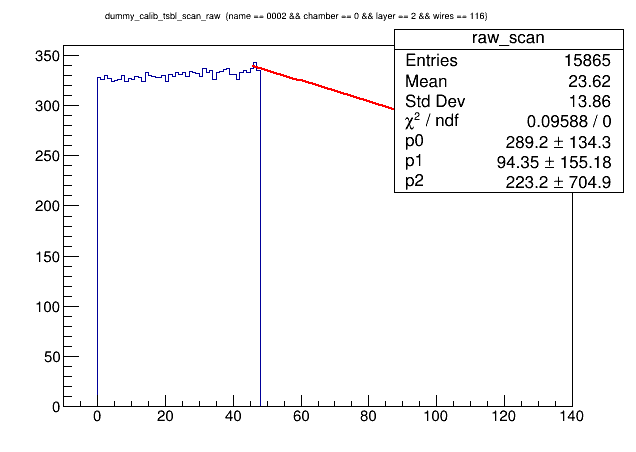 dummy_calib_tsbl_scan_raw (name == 0002 && chamber == 0 && layer == 2 && wires == 116)
raw_scan
Entries 15865
Mean 23.62
Std Dev 13.86
χ² / ndf 0.09588 / 0
p0 289.2 ± 134.3
p1 94.35 ± 155.18
p2 223.2 ± 704.9
350
300
250
200
150
100
50
0
0 20 40 60 80 100 120 140